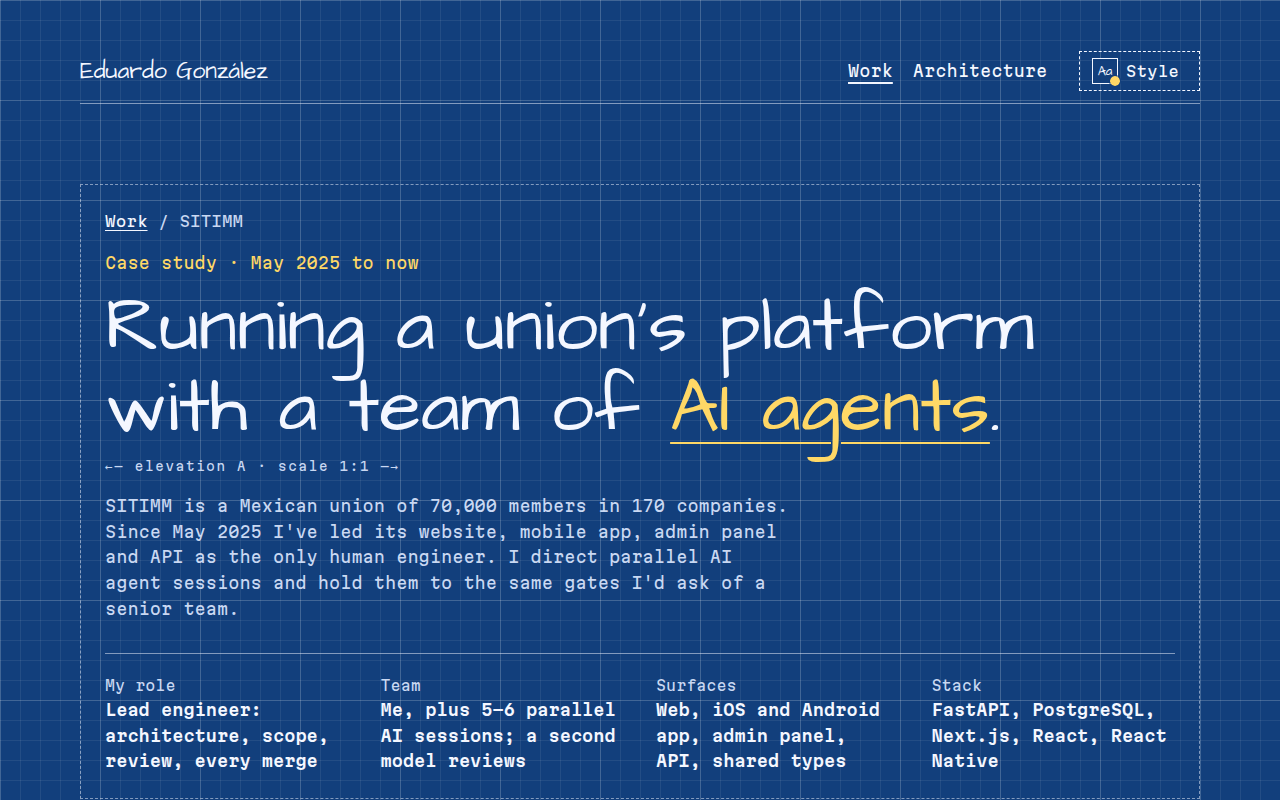 Eduardo González
Work Architecture Aa Style
Work / SITIMM
Case study · May 2025 to now
Running a union's platform
with a team of AI agents.
←— elevation A · scale 1:1 —→
SITIMM is a Mexican union of 70,000 members in 170 companies.
Since May 2025 I've led its website, mobile app, admin panel
and API as the only human engineer. I direct parallel AI
agent sessions and hold them to the same gates I'd ask of a
senior team.
My role
Lead engineer:
architecture, scope,
review, every merge
Team
Me, plus 5–6 parallel
AI sessions; a second
model reviews
Surfaces
Web, iOS and Android
app, admin panel,
API, shared types
Stack
FastAPI, PostgreSQL,
Next.js, React, React
Native